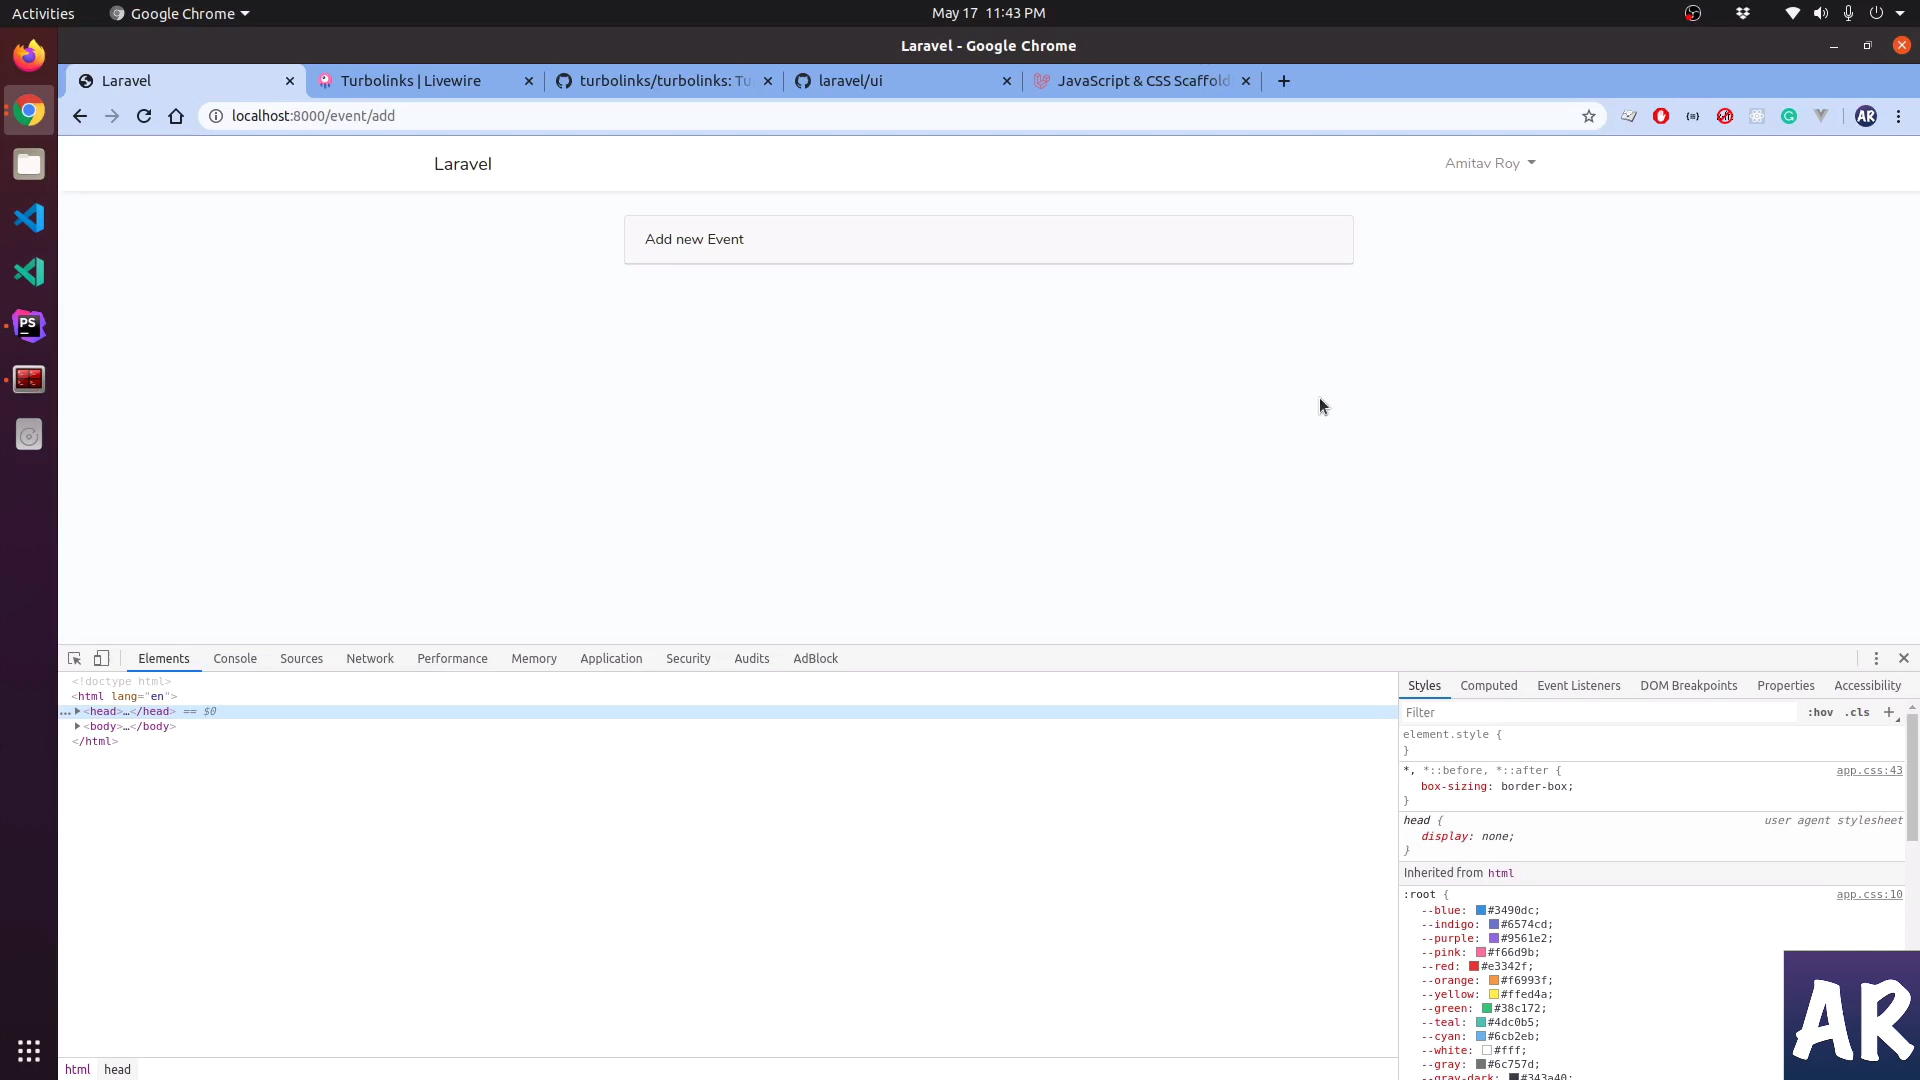 Activities
Google Chrome
May 17  11:43 PM
Laravel - Google Chrome
Laravel
Turbolinks | Livewire
turbolinks/turbolinks: Tu
laravel/ui
JavaScript & CSS Scaffold
localhost:8000/event/add
AR
Laravel
Amitav Roy
Add new Event
PS
Elements
Console
Sources
Network
Performance
Memory
Application
Security
Audits
AdBlock
<!doctype html>
<html lang="en">
... <head>…</head> == $0
<body>…</body>
</html>
Styles
Computed
Event Listeners
DOM Breakpoints
Properties
Accessibility
Filter
:hov
.cls
element.style {
}
*, *::before, *::after {
app.css:43
box-sizing: border-box;
}
head {
user agent stylesheet
display: none;
}
Inherited from html
:root {
app.css:10
--blue: #3490dc;
--indigo: #6574cd;
--purple: #9561e2;
--pink: #f66d9b;
--red: #e3342f;
--orange: #f6993f;
--yellow: #ffed4a;
--green: #38c172;
--teal: #4dc0b5;
--cyan: #6cb2eb;
--white: #fff;
--gray: #6c757d;
--gray-dark: #343a40;
html
head
AR